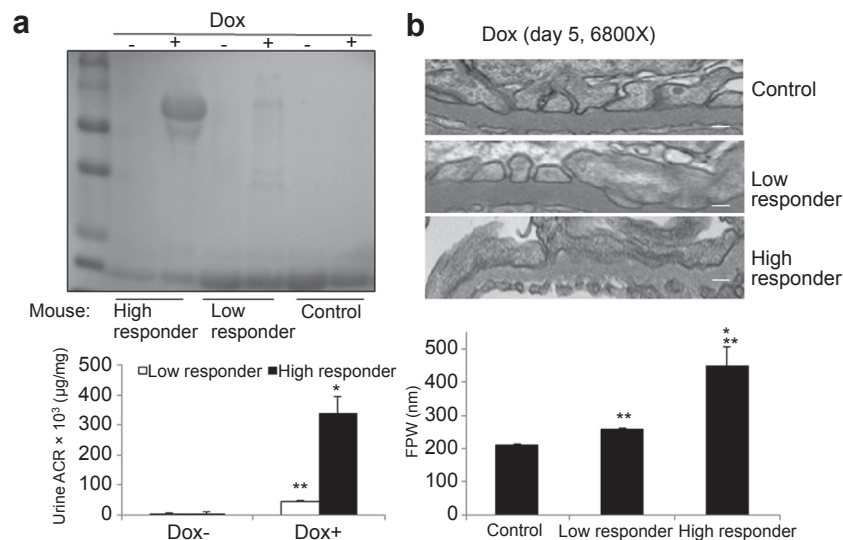 a
Dox
- + - + - +
Mouse: High responder Low responder Control
Urine ACR × 10³ (µg/mg)
500
400
300
200
100
0
Low responder High responder
**
*
Dox- Dox+
b
Dox (day 5, 6800X)
Control
Low responder
High responder
FPW (nm)
500
400
300
200
100
0
**
*
**
Control Low responder High responder